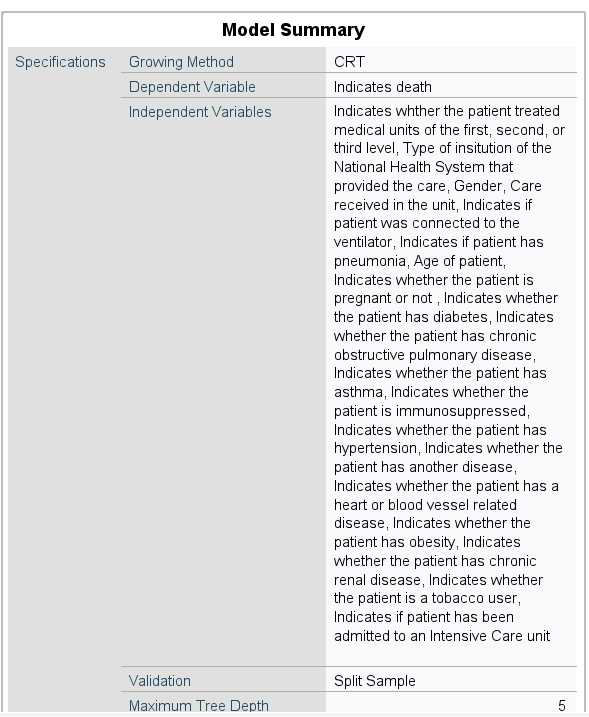 Model Summary
Specifications Growing Method CRT
Dependent Variable Indicates death
Independent Variables Indicates whther the patient treated
medical units of the first, second, or
third level, Type of insitution of the
National Health System that
provided the care, Gender, Care
received in the unit, Indicates if
patient was connected to the
ventilator, Indicates if patient has
pneumonia, Age of patient,
Indicates whether the patient is
pregnant or not , Indicates whether
the patient has diabetes, Indicates
whether the patient has chronic
obstructive pulmonary disease,
Indicates whether the patient has
asthma, Indicates whether the
patient is immunosuppressed,
Indicates whether the patient has
hypertension, Indicates whether the
patient has another disease,
Indicates whether the patient has a
heart or blood vessel related
disease, Indicates whether the
patient has obesity, Indicates
whether the patient has chronic
renal disease, Indicates whether
the patient is a tobacco user,
Indicates if patient has been
admitted to an Intensive Care unit
Validation Split Sample
Maximum Tree Depth 5